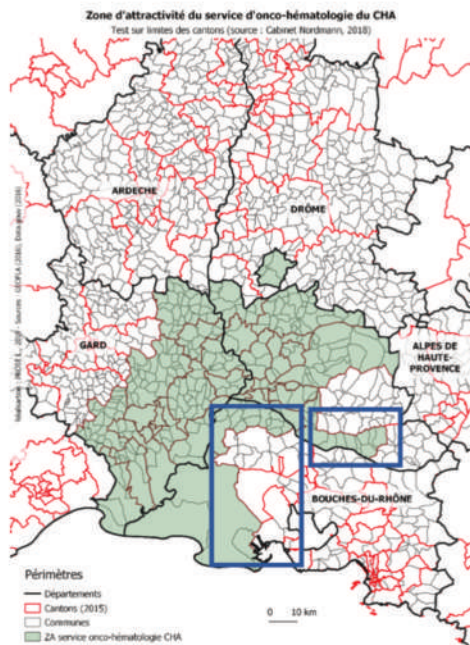 Zone d'attractivité du service d'onco-hématologie du CHA
Test sur limites des cantons (source : Cabinet Nordmann, 2018)
ARDECHE
DRÔME
GARD
ALPES DE
HAUTE-
PROVENCE
BOUCHES-DU-RHÔNE
Périmètres
Départements
Cantons (2015)
Communes
ZA service onco-hématologie CHA
0 10 km